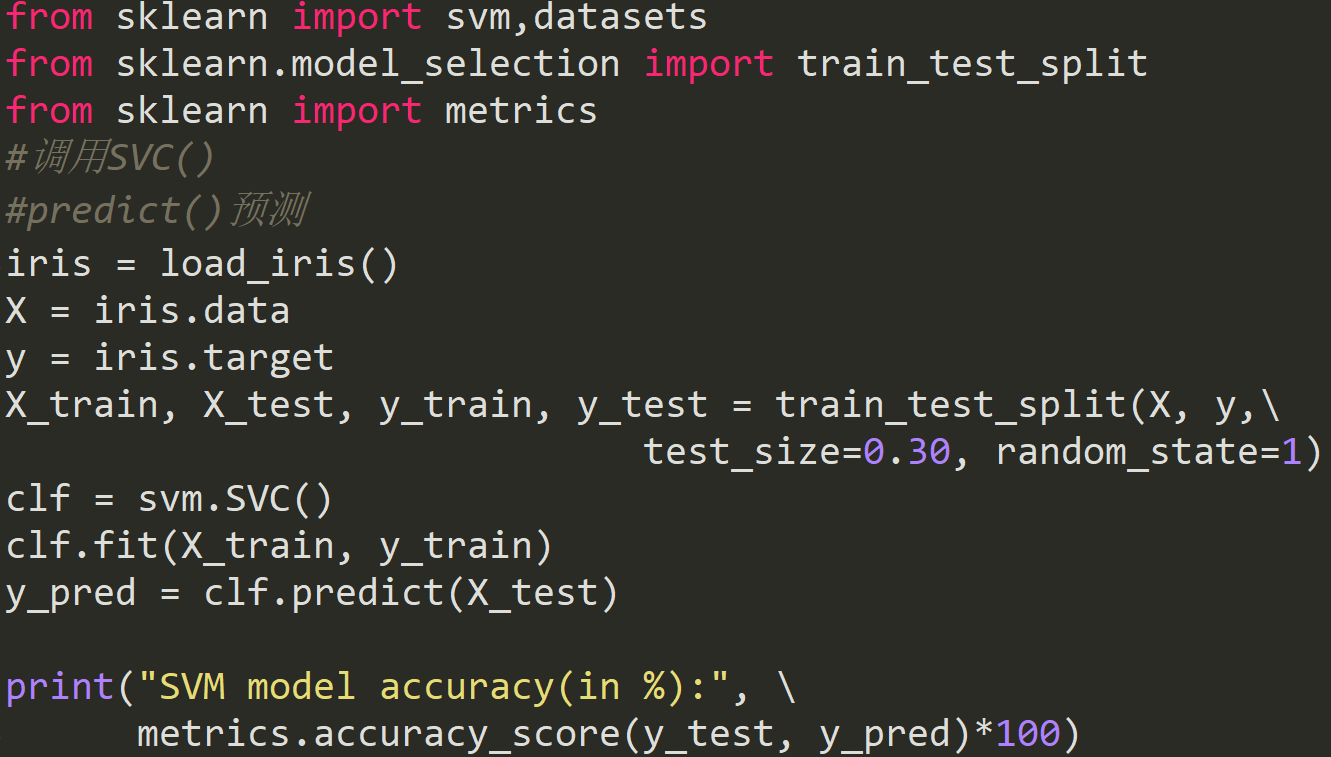 from sklearn import svm,datasets
from sklearn.model_selection import train_test_split
from sklearn import metrics
#调用SVC()
#predict()预测
iris = load_iris()
X = iris.data
y = iris.target
X_train, X_test, y_train, y_test = train_test_split(X, y,\
test_size=0.30, random_state=1)
clf = svm.SVC()
clf.fit(X_train, y_train)
y_pred = clf.predict(X_test)
print("SVM model accuracy(in %):", \
metrics.accuracy_score(y_test, y_pred)*100)